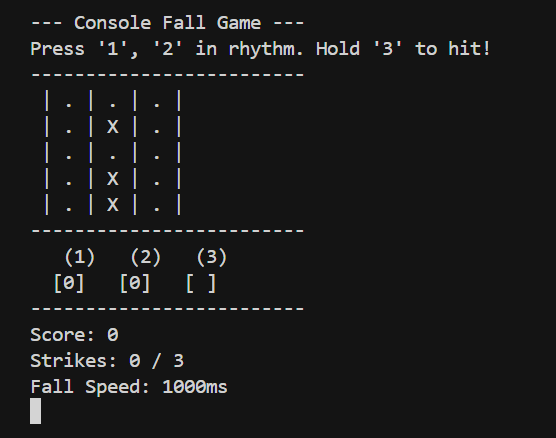 --- Console Fall Game ---
Press '1', '2' in rhythm. Hold '3' to hit!
-------------------------
 | . | . | . |
 | . | X | . |
 | . | . | . |
 | . | X | . |
 | . | X | . |
-------------------------
   (1)   (2)   (3)
  [0]   [0]   [ ]
-------------------------
Score: 0
Strikes: 0 / 3
Fall Speed: 1000ms